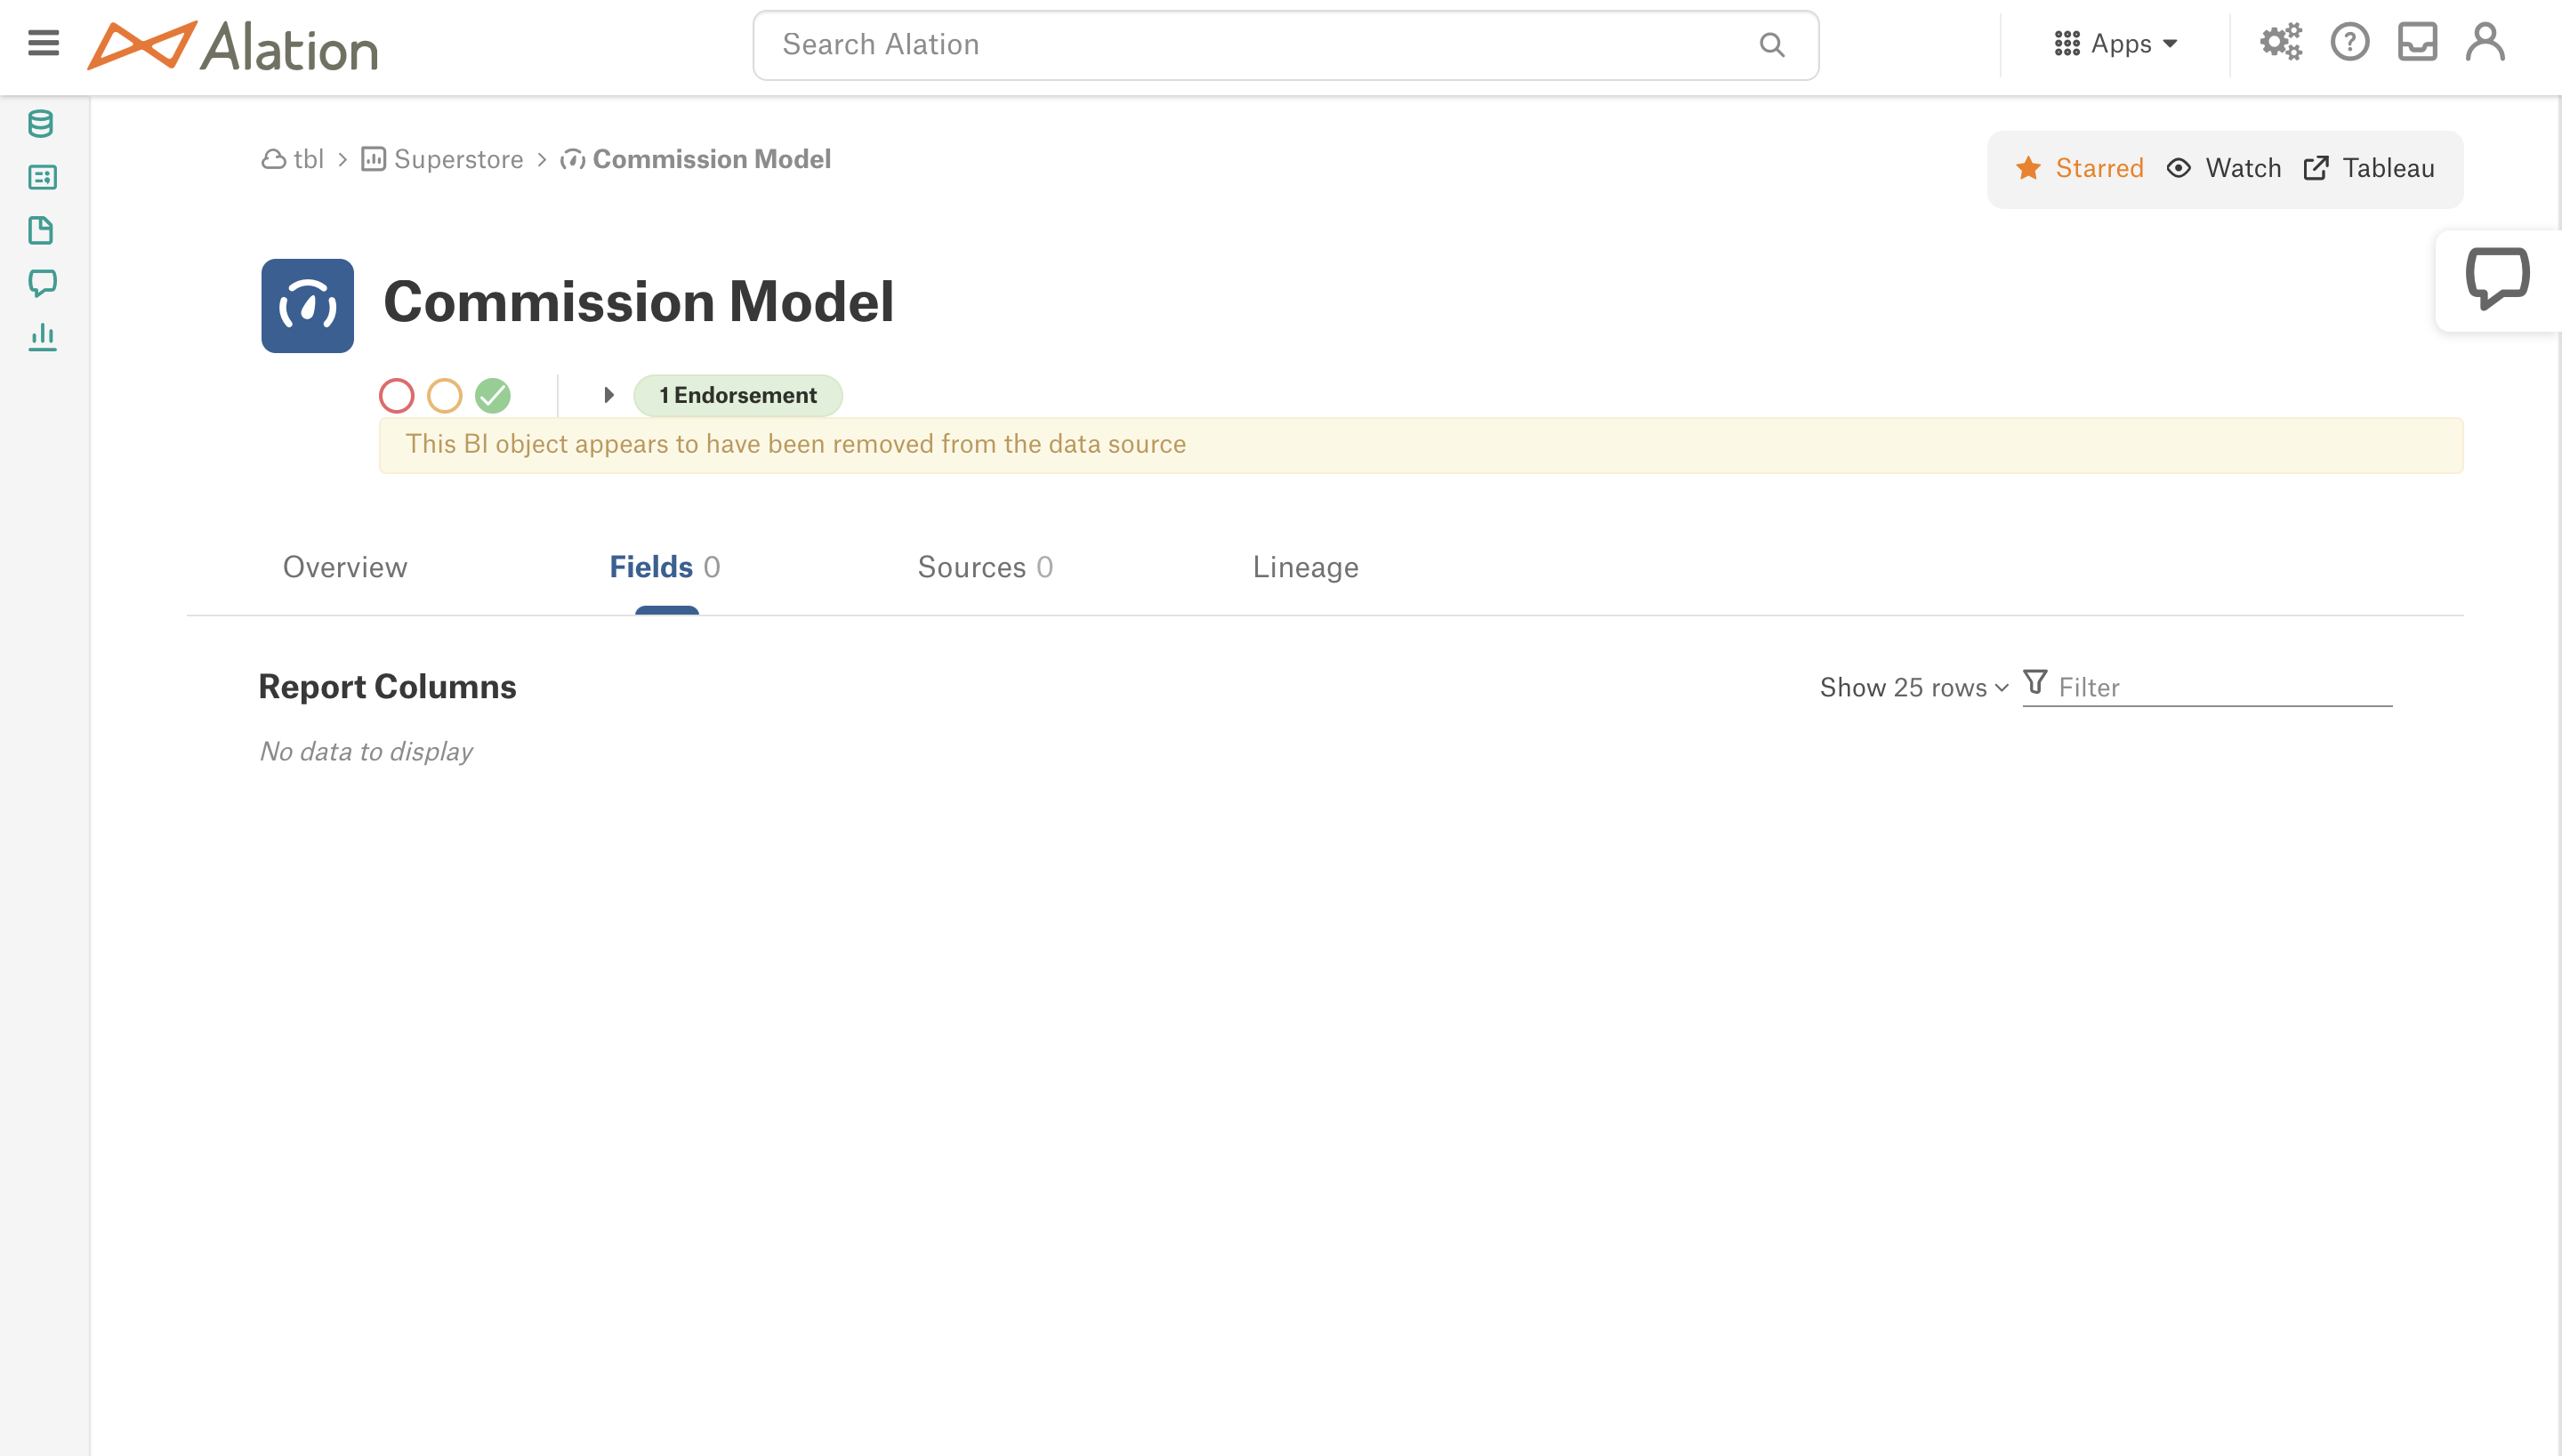 Alation
Search Alation
Apps
tbl > Superstore > Commission Model
Starred Watch Tableau
Commission Model
1 Endorsement
This BI object appears to have been removed from the data source
Overview Fields 0 Sources 0 Lineage
Report Columns
Show 25 rows Filter
No data to display